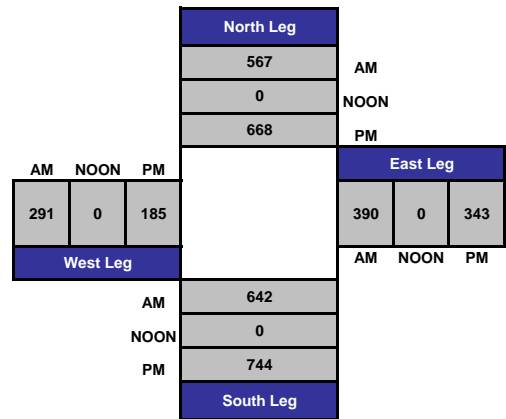 North Leg
567
AM
0
NOON
668
PM
AM NOON PM
East Leg
291 0 185
390 0 343
West Leg
AM NOON PM
AM
642
NOON
0
PM
744
South Leg